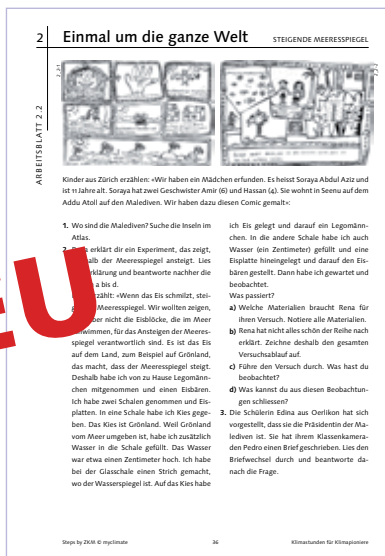 2 Einmal um die ganze Welt STEIGENDE MEERESSPIEGEL
ARBEITSBLATT 2.2
Kinder aus Zürich erzählen: «Wir haben ein Mädchen erfunden. Es heisst Soraya Abdul Aziz und
ist 11 Jahre alt. Soraya hat zwei Geschwister Amir (6) und Hassan (4). Sie wohnt in Seenu auf dem
Addu Atoll auf den Malediven. Wir haben dazu diesen Comic gemalt»:
1. Wo sind die Malediven? Suche die Inseln im
Atlas.
erklärt dir ein Experiment, das zeigt,
der Meeresspiegel ansteigt. Lies
erklärung und beantworte nachher die
a bis d.
erzählt: «Wenn das Eis schmilzt, stei-
Meeresspiegel. Wir wollten zeigen,
nicht die Eisblöcke, die im Meer
für das Ansteigen der Meeres-
spiegel verantwortlich sind. Es ist das Eis
auf dem Land, zum Beispiel auf Grönland,
das macht, dass der Meeresspiegel steigt.
Deshalb habe ich von zu Hause Legomänn-
chen mitgenommen und einen Eisbären.
Ich habe zwei Schalen genommen und Eis-
platten. In eine Schale habe ich Kies gege-
ben. Das Kies ist Grönland. Weil Grönland
vom Meer umgeben ist, habe ich zusätzlich
Wasser in die Schale gefüllt. Das Wasser
war etwa einen Zentimeter hoch. Ich habe
bei der Glasschale einen Strich gemacht,
wo der Wasserspiegel ist. Auf das Kies habe
ich Eis gelegt und darauf ein Legomänn-
chen. In die andere Schale habe ich auch
Wasser (ein Zentimeter) gefüllt und eine
Eisplatte hineingelegt und darauf den Eis-
bären gestellt. Dann habe ich gewartet und
beobachtet.
Was passiert?
a) Welche Materialien braucht Rena für
ihren Versuch. Notiere alle Materialien.
b) Rena hat nicht alles schön der Reihe nach
erklärt. Zeichne deshalb den gesamten
Versuchsablauf auf.
c) Führe den Versuch durch. Was hast du
beobachtet?
d) Was kannst du aus diesen Beobachtun-
gen schliessen?
3. Die Schülerin Edina aus Oerlikon hat sich
vorgestellt, dass sie die Präsidentin der Ma-
lediven ist. Sie hat ihrem Klassenkamera-
den Pedro einen Brief geschrieben. Lies den
Briefwechsel durch und beantworte da-
nach die Frage.
EU
Steps by ZKM © myclimate 36 Klimastunden für Klimapioniere